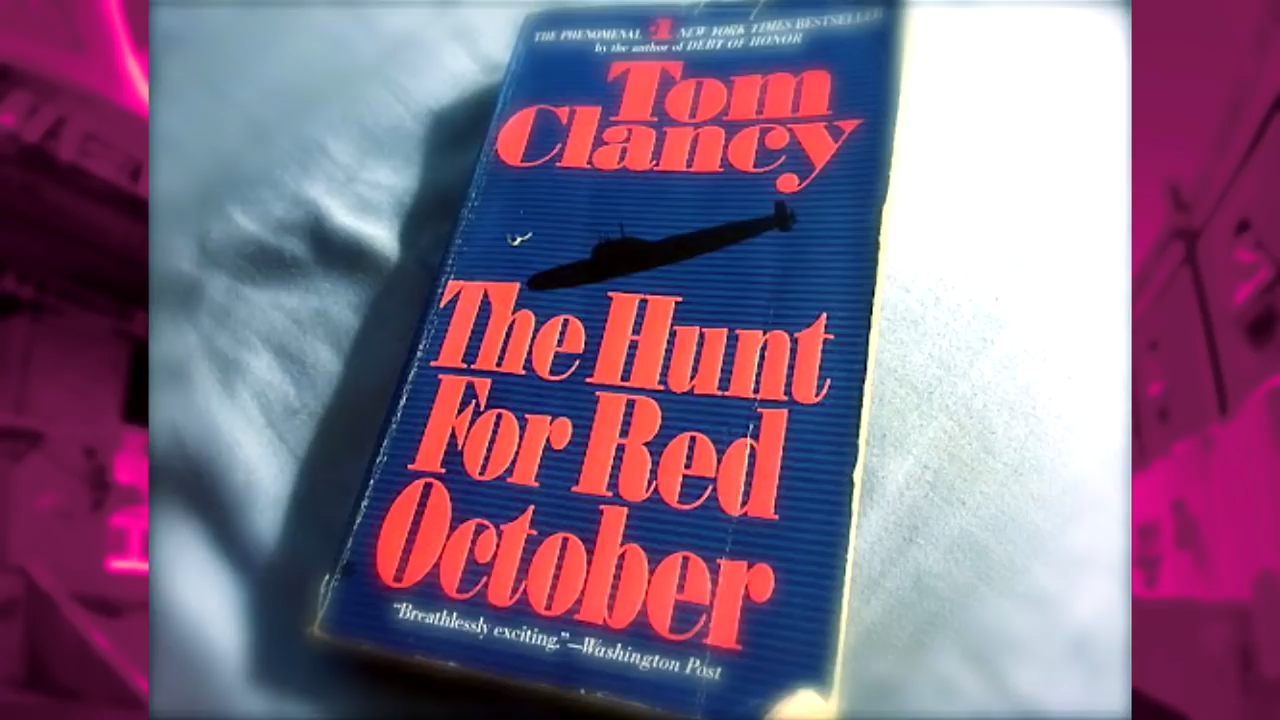 THE PHENOMENAL #1 NEW YORK TIMES BESTSELLER
by the author of DEBT OF HONOR
Tom
Clancy
The Hunt
For Red
October
"Breathlessly exciting."—Washington Post